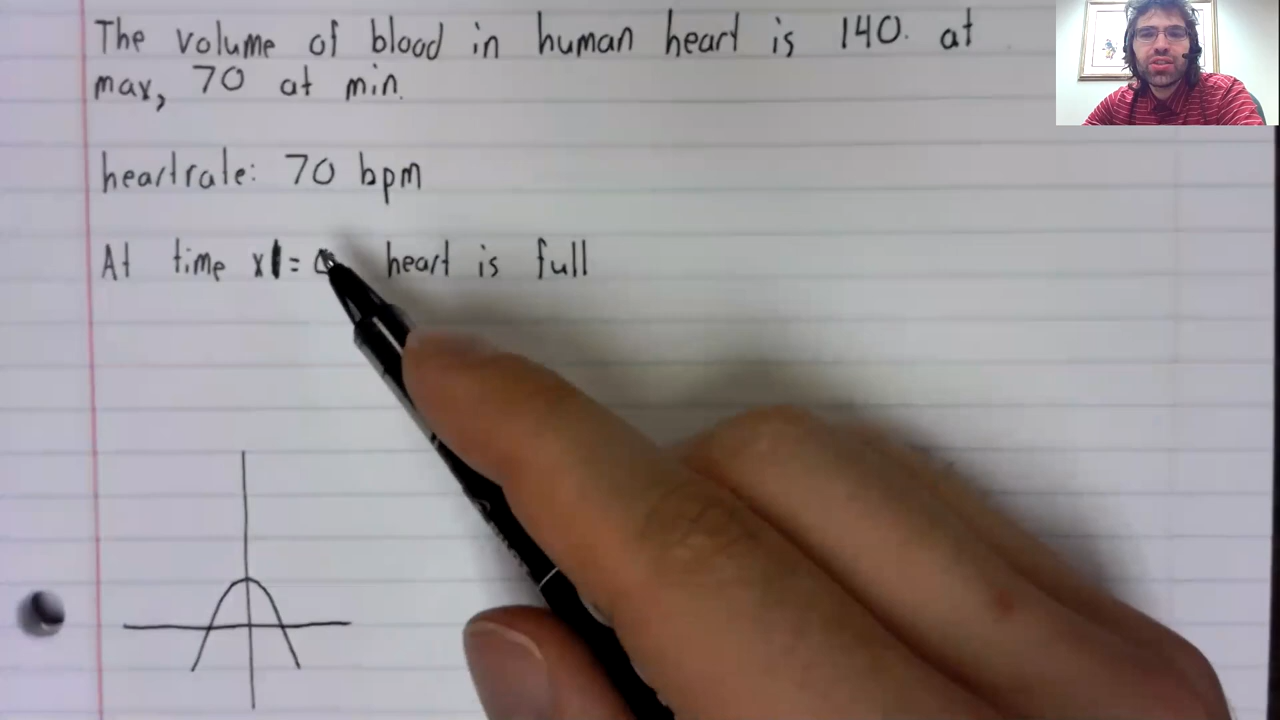 The volume of blood in human heart is 140. at
max, 70 at min.
heartrate: 70 bpm
At time x = 0 heart is full